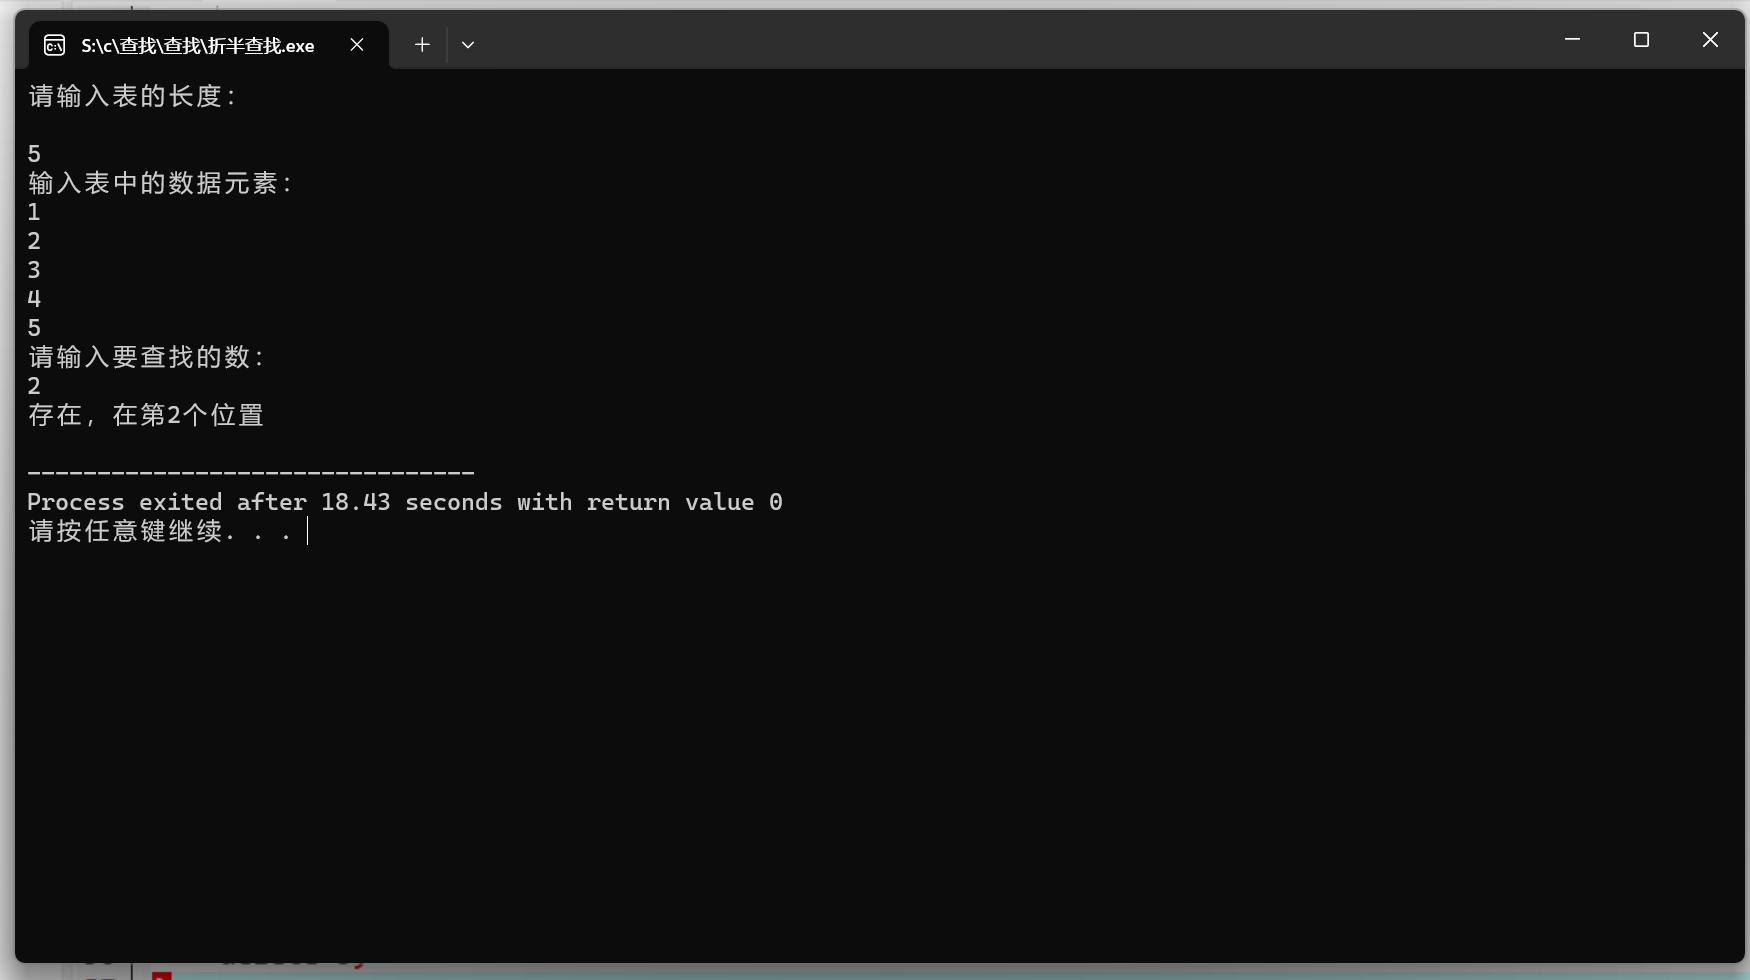 S:\c\查找\查找\折半查找.exe
请输入表的长度：
5
输入表中的数据元素：
1
2
3
4
5
请输入要查找的数：
2
存在，在第2个位置
--------------------------------
Process exited after 18.43 seconds with return value 0
请按任意键继续. . .